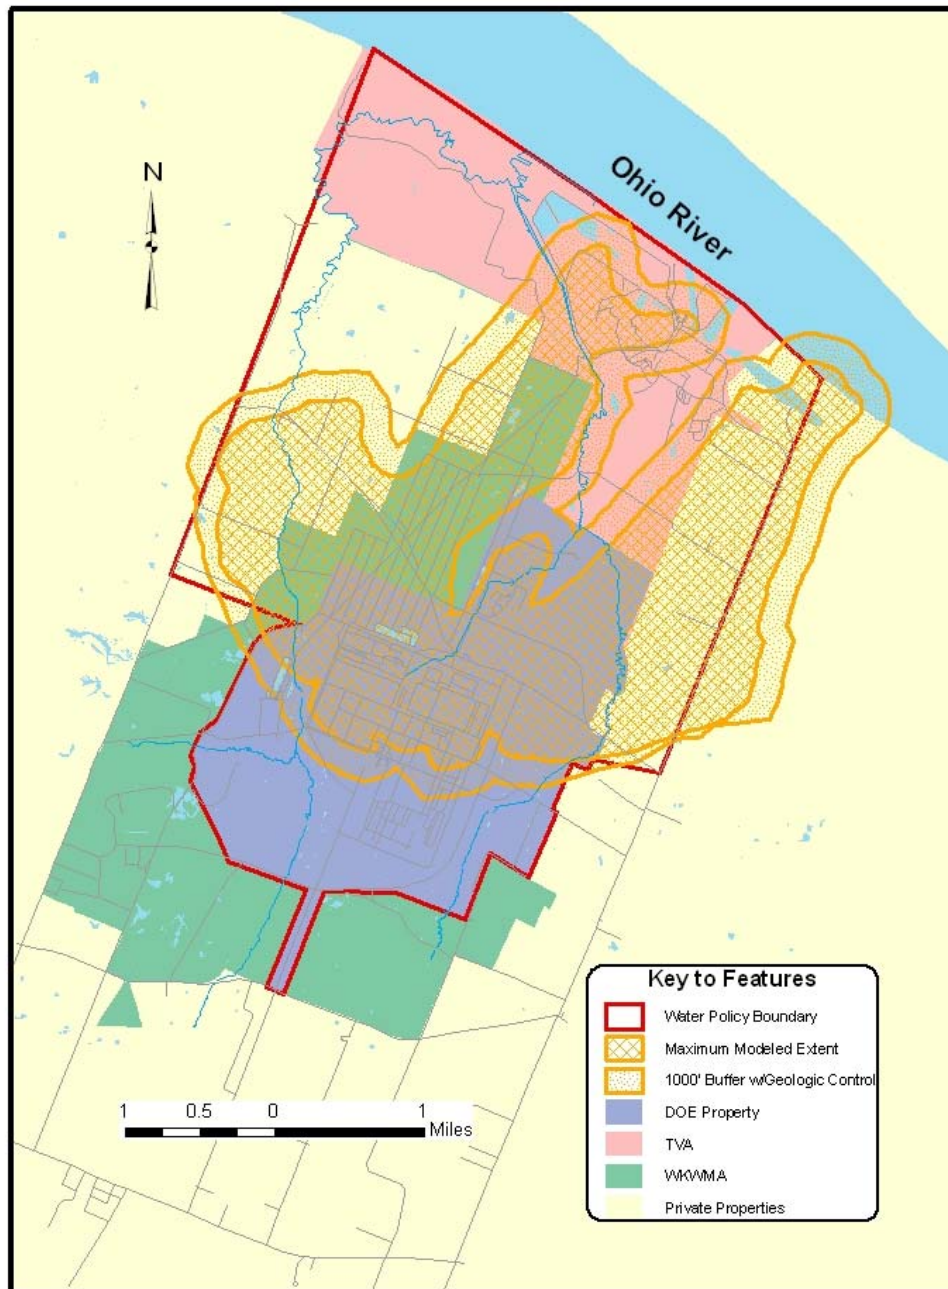 Ohio River
N
Key to Features
Water Policy Boundary
Maximum Modeled Extent
1000' Buffer w/Geologic Control
DOE Property
TVA
WKWMA
Private Properties
1 0.5 0 1
Miles